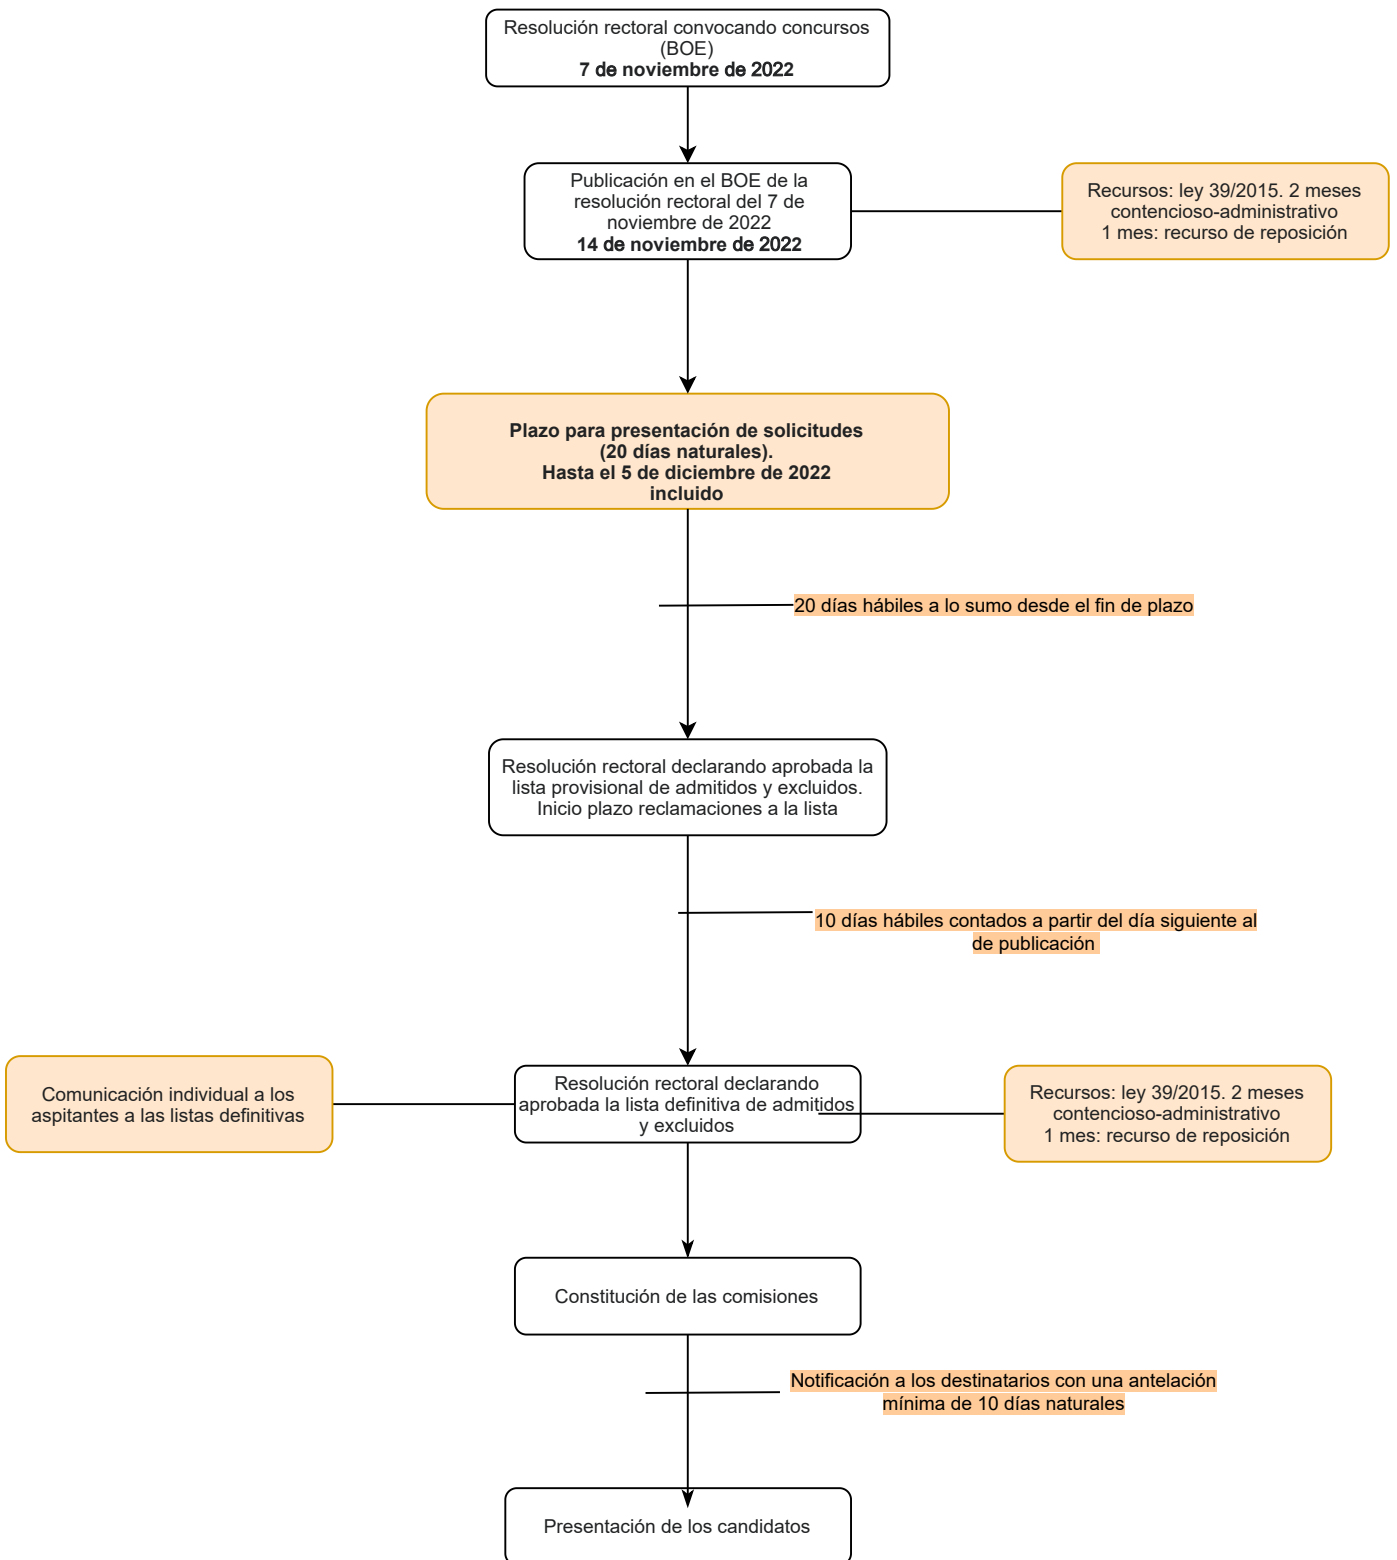 Resolución rectoral convocando concursos
(BOE)
7 de noviembre de 2022
Publicación en el BOE de la
resolución rectoral del 7 de
noviembre de 2022
14 de noviembre de 2022
Recursos: ley 39/2015. 2 meses
contencioso-administrativo
1 mes: recurso de reposición
Plazo para presentación de solicitudes
(20 días naturales).
Hasta el 5 de diciembre de 2022
incluido
20 días hábiles a lo sumo desde el fin de plazo
Resolución rectoral declarando aprobada la
lista provisional de admitidos y excluidos.
Inicio plazo reclamaciones a la lista
10 días hábiles contados a partir del día siguiente al
de publicación
Comunicación individual a los
aspitantes a las listas definitivas
Resolución rectoral declarando
aprobada la lista definitiva de admitidos
y excluidos
Recursos: ley 39/2015. 2 meses
contencioso-administrativo
1 mes: recurso de reposición
Constitución de las comisiones
Notificación a los destinatarios con una antelación
mínima de 10 días naturales
Presentación de los candidatos